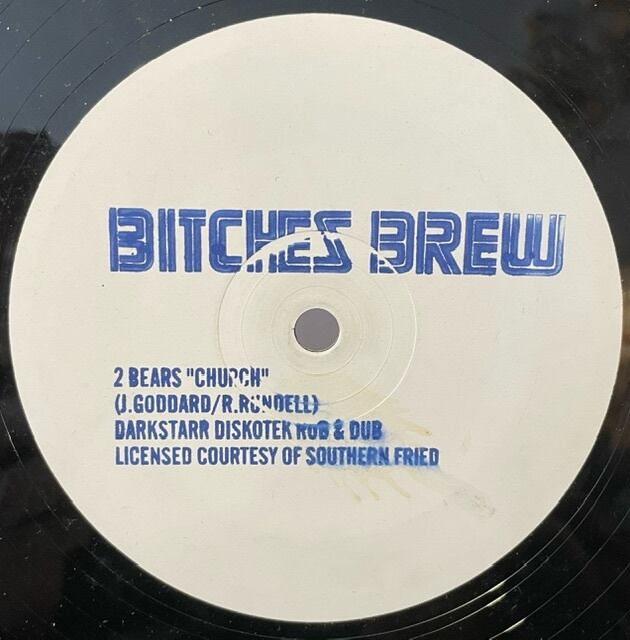 BITCHES BREW
2 BEARS "CHURCH"
(J.GODDARD/R.RUNDELL)
DARKSTARR DISKOTEK RUB & DUB
LICENSED COURTESY OF SOUTHERN FRIED